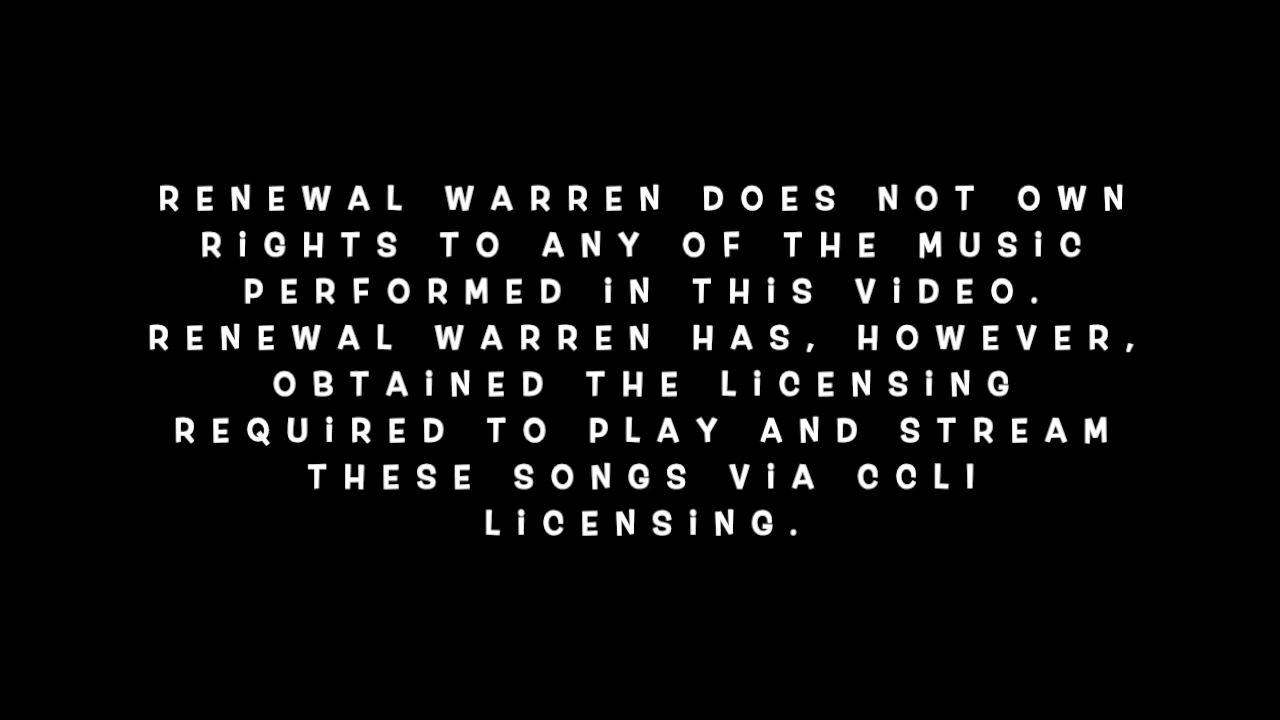 RENEWAL WARREN DOES NOT OWN
RiGHTS TO ANY OF THE MUSiC
PERFORMED iN THiS ViDEO.
RENEWAL WARREN HAS, HOWEVER,
OBTAiNED THE LiCENSiNG
REQUiRED TO PLAY AND STREAM
THESE SONGS ViA CCLI
LiCENSiNG.